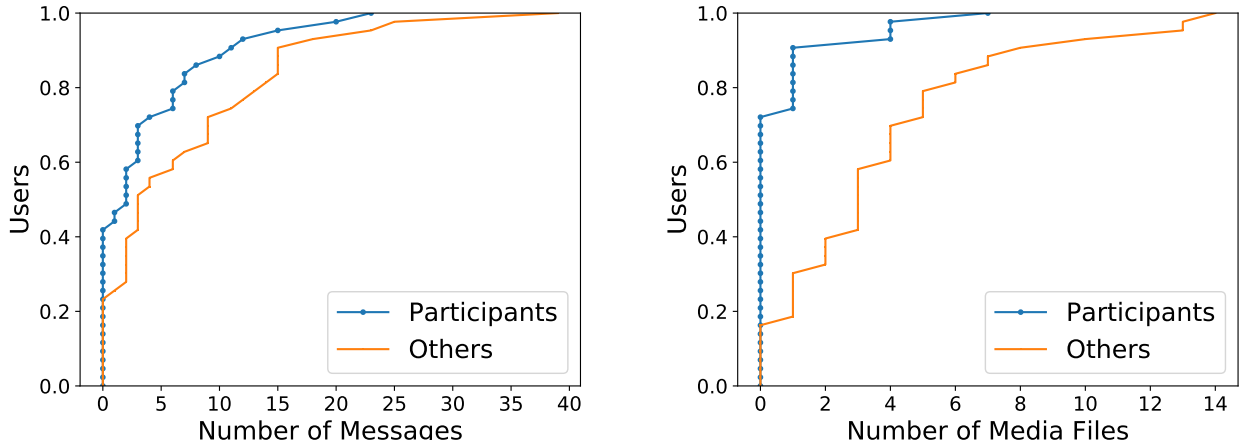 1.0
0.8
0.6
0.4
0.2
0.0
Users
0 5 10 15 20 25 30 35 40
Number of Messages
Participants
Others
1.0
0.8
0.6
0.4
0.2
0.0
Users
0 2 4 6 8 10 12 14
Number of Media Files
Participants
Others